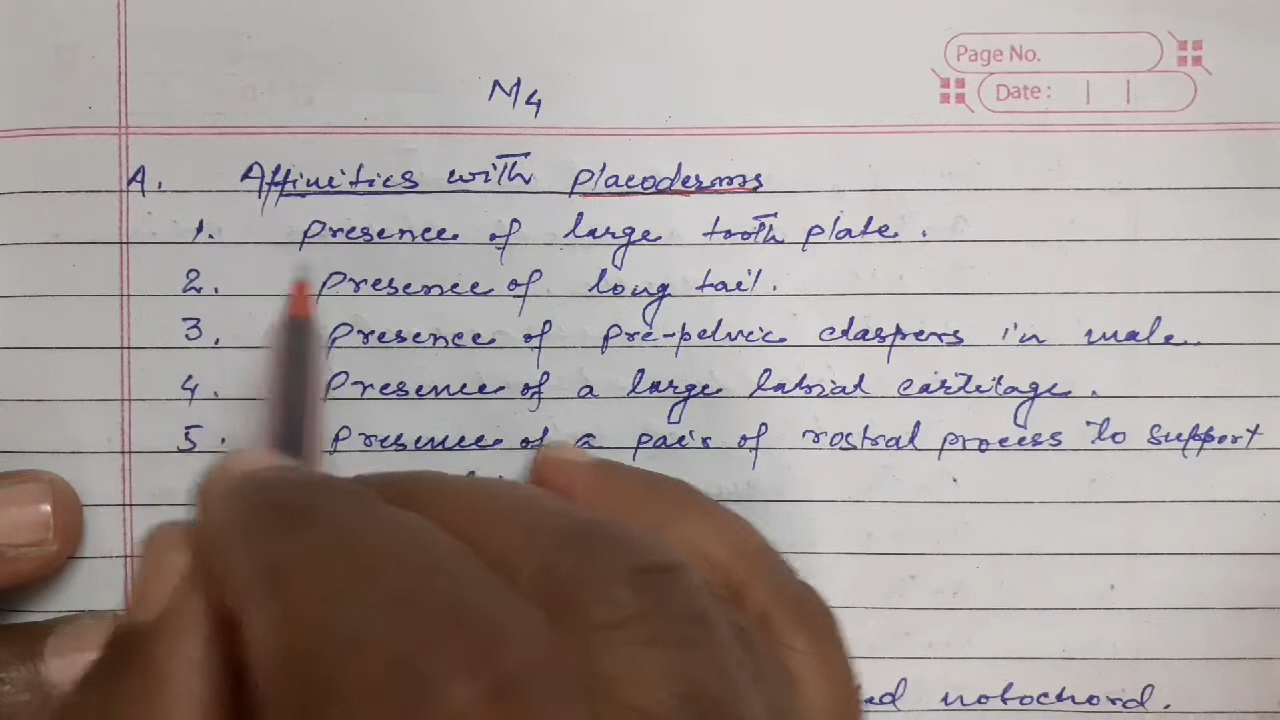 Page No.
Date :
M4
A. Affinities with placoderms
1. Presence of large tooth plate.
2. Presence of long tail.
3. Presence of pre-pelvic claspers in male.
4. Presence of a large labial cartilage.
5. Presence of a pair of rostral process to support
notochord.